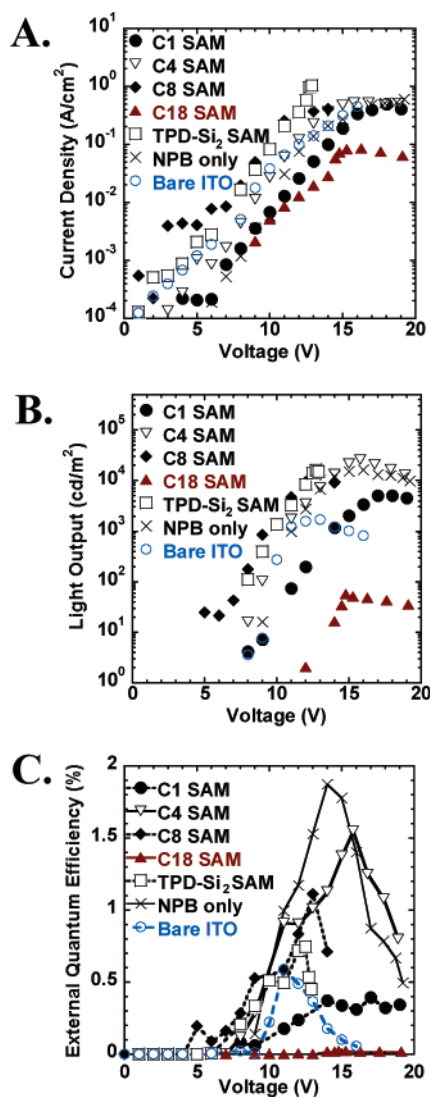 A.
C1 SAM
C4 SAM
C8 SAM
C18 SAM
TPD-Si2 SAM
NPB only
Bare ITO
Current Density (A/cm2)
10^1
10^0
10^-1
10^-2
10^-3
10^-4
0 5 10 15 20
Voltage (V)
B.
C1 SAM
C4 SAM
C8 SAM
C18 SAM
TPD-Si2 SAM
NPB only
Bare ITO
Light Output (cd/m2)
10^5
10^4
10^3
10^2
10^1
10^0
0 5 10 15 20
Voltage (V)
C.
C1 SAM
C4 SAM
C8 SAM
C18 SAM
TPD-Si2 SAM
NPB only
Bare ITO
External Quantum Efficiency (%)
2
1.5
1
0.5
0
0 5 10 15 20
Voltage (V)